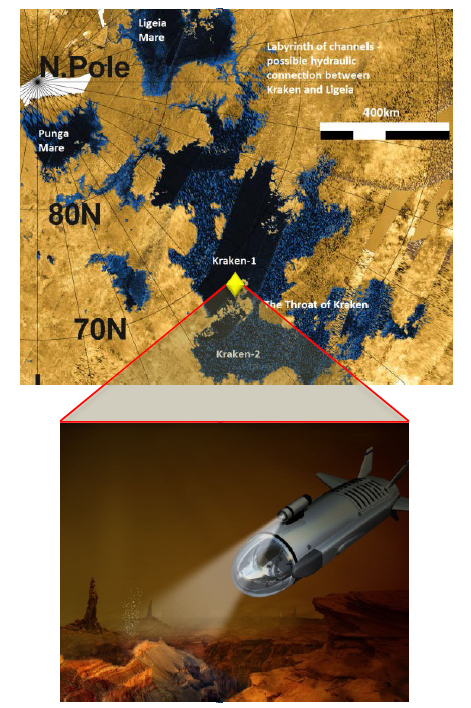 Ligeia
Mare
Labyrinth of channels -
possible hydraulic
connection between
Kraken and Ligeia
N.Pole
400km
Punga
Mare
80N
Kraken-1
The Throat of Kraken
70N
Kraken-2